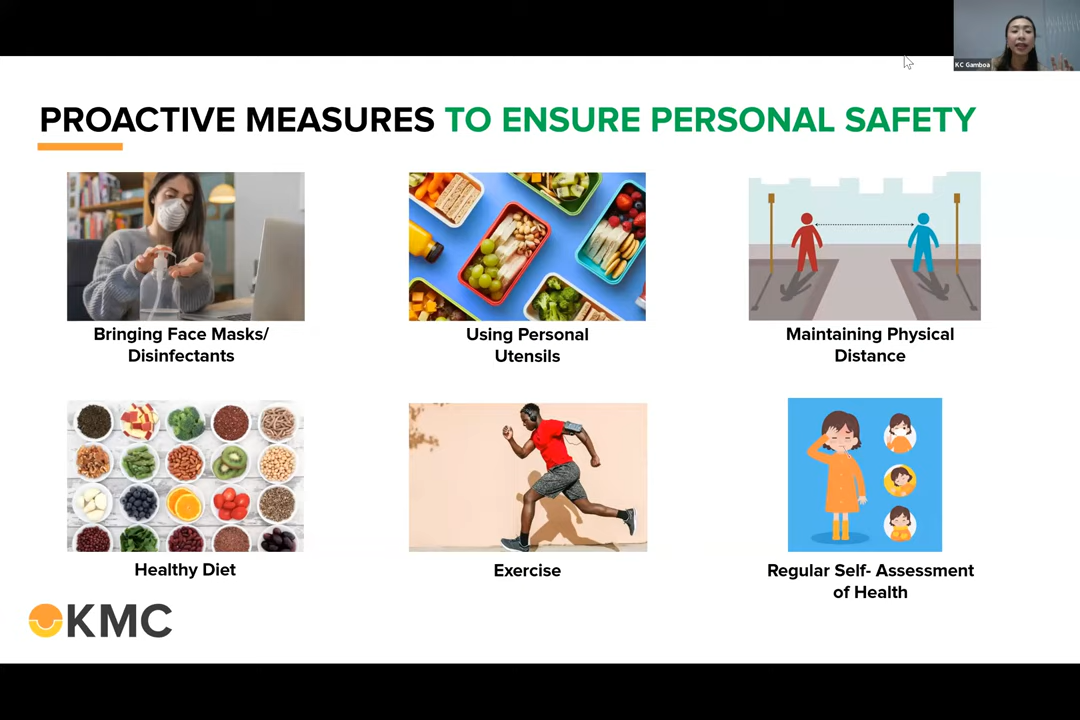 KC Gamboa
PROACTIVE MEASURES TO ENSURE PERSONAL SAFETY
Bringing Face Masks/
Disinfectants
Using Personal
Utensils
Maintaining Physical
Distance
Healthy Diet
Exercise
Regular Self- Assessment
of Health
KMC